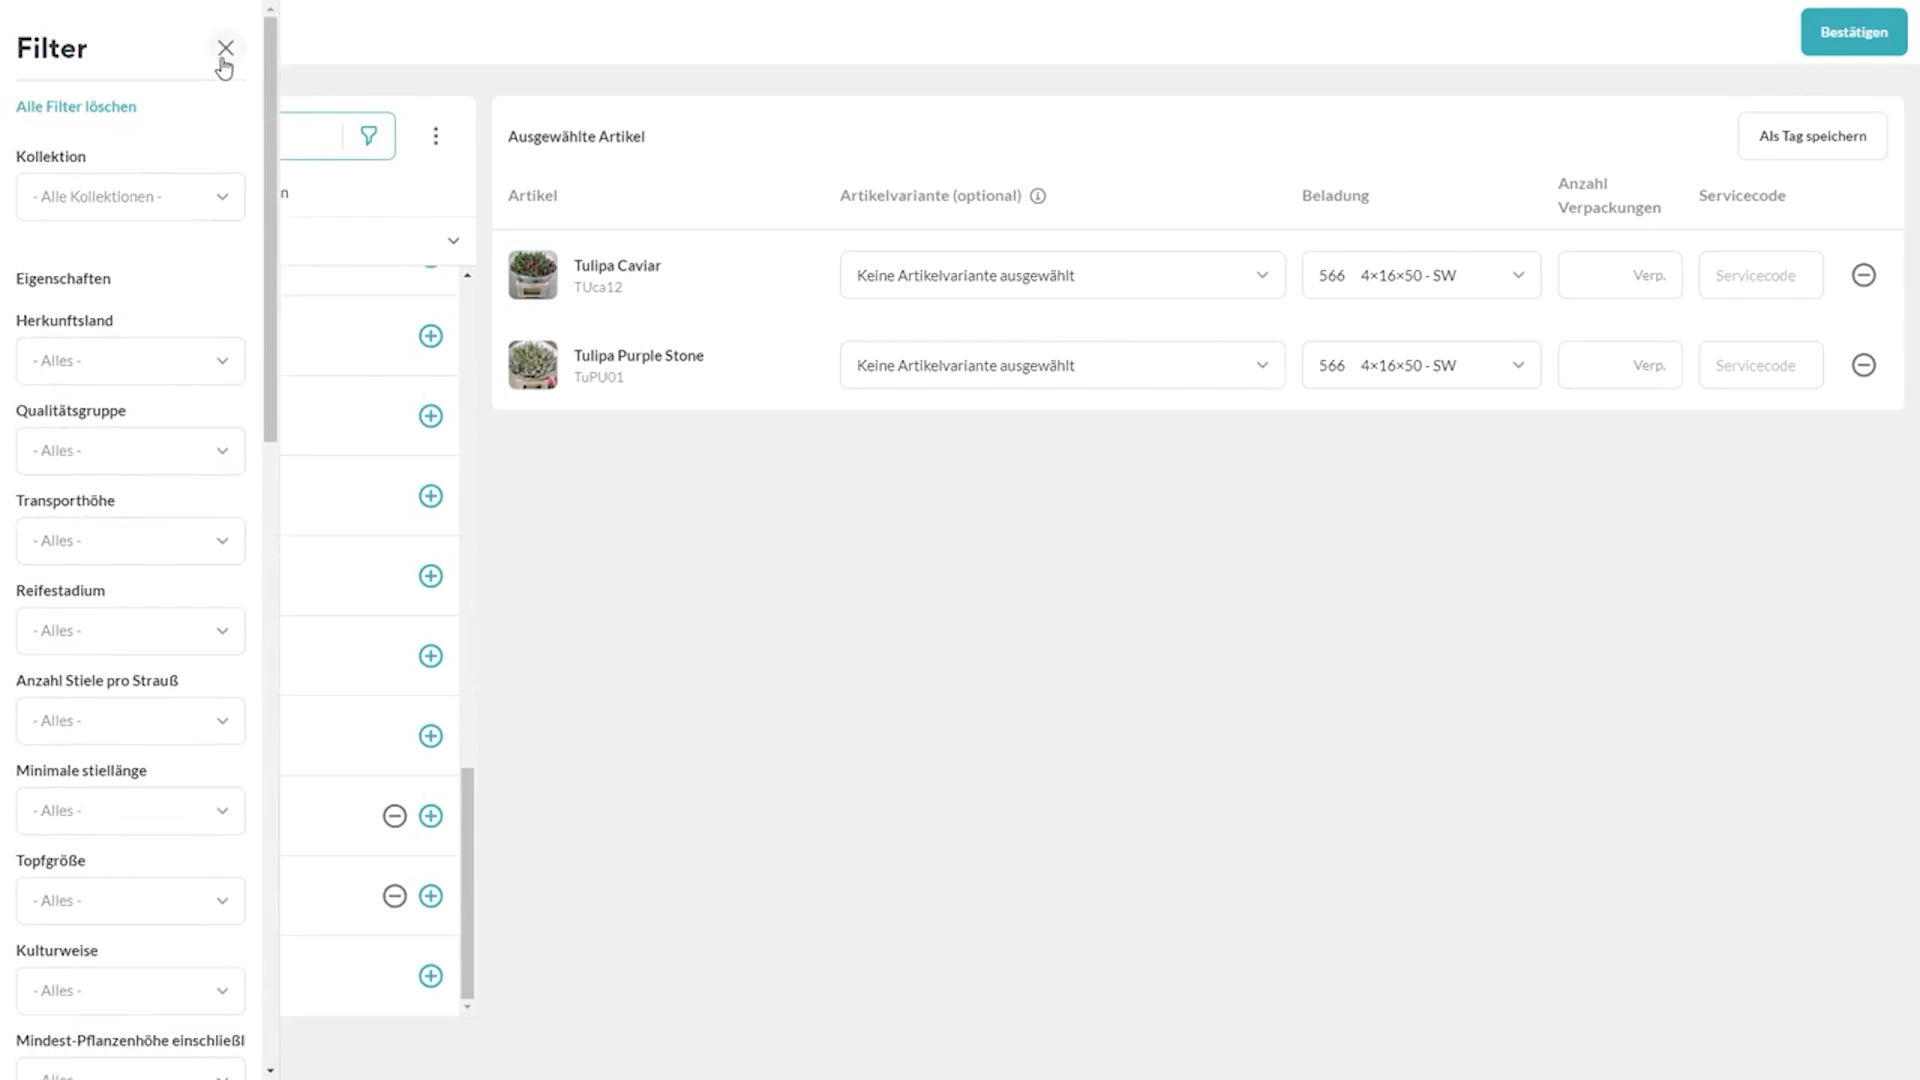 Filter
Alle Filter löschen
Kollektion
- Alle Kollektionen -
Eigenschaften
Herkunftsland
- Alles -
Qualitätsgruppe
- Alles -
Transporthöhe
- Alles -
Reifestadium
- Alles -
Anzahl Stiele pro Strauß
- Alles -
Minimale stiellänge
- Alles -
Topfgröße
- Alles -
Kulturweise
- Alles -
Mindest-Pflanzenhöhe einschließl
- Alles -
n
Bestätigen
Ausgewählte Artikel
Als Tag speichern
Artikel
Artikelvariante (optional)
Beladung
Anzahl
Verpackungen
Servicecode
Tulipa Caviar
TUca12
Keine Artikelvariante ausgewählt
566 4×16×50 - SW
Verp.
Servicecode
Tulipa Purple Stone
TuPU01
Keine Artikelvariante ausgewählt
566 4×16×50 - SW
Verp.
Servicecode